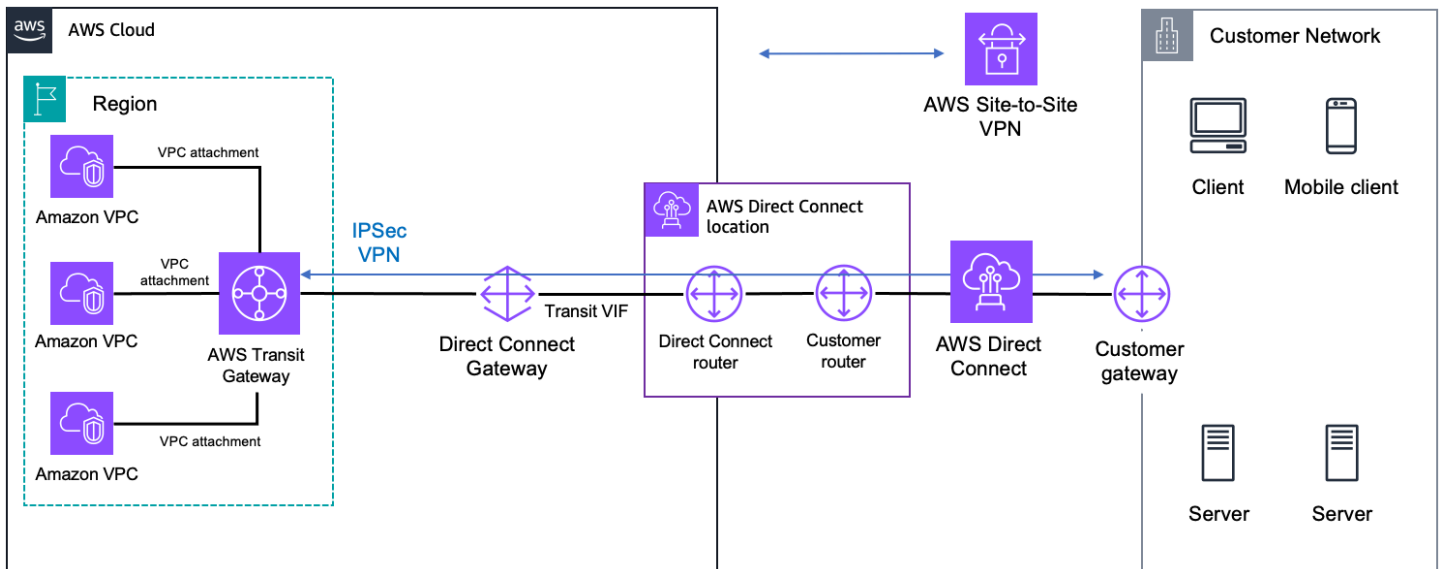 aws
AWS Cloud
Region
VPC attachment
Amazon VPC
VPC
attachment
Amazon VPC
AWS Transit
Gateway
VPC attachment
Amazon VPC
IPSec
VPN
Direct Connect
Gateway
Transit VIF
AWS Direct Connect
location
Direct Connect
router
Customer
router
AWS Site-to-Site
VPN
AWS Direct
Connect
Customer
gateway
Customer Network
Client
Mobile client
Server
Server